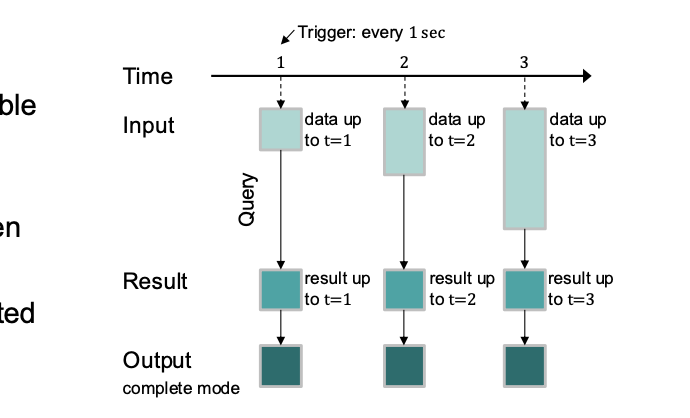 Trigger: every 1 sec
1 2 3
Time
ble
Input
data up
to t=1
data up
to t=2
data up
to t=3
Query
en
Result
result up
to t=1
result up
to t=2
result up
to t=3
ted
Output
complete mode